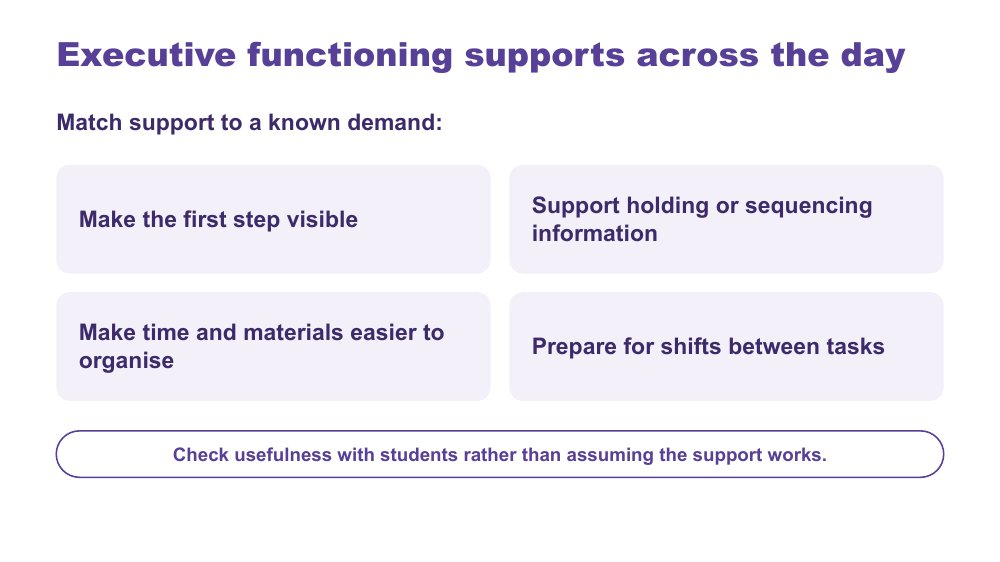 Executive functioning supports across the day
Match support to a known demand:
Make the first step visible
Support holding or sequencing
information
Make time and materials easier to
organise
Prepare for shifts between tasks
Check usefulness with students rather than assuming the support works.